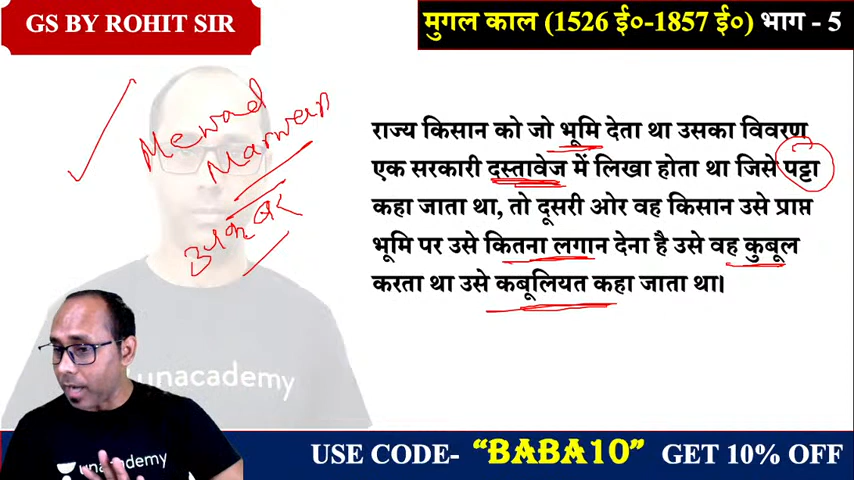 GS BY ROHIT SIR
मुगल काल (1526 ई०-1857 ई०) भाग - 5
Mewad
Marwar
अकबर
राज्य किसान को जो भूमि देता था उसका विवरण
एक सरकारी दस्तावेज में लिखा होता था जिसे पट्टा
कहा जाता था, तो दूसरी ओर वह किसान उसे प्राप्त
भूमि पर उसे कितना लगान देना है उसे वह कुबूल
करता था उसे कबूलियत कहा जाता था।
unacademy
unacademy
USE CODE- “BABA10” GET 10% OFF